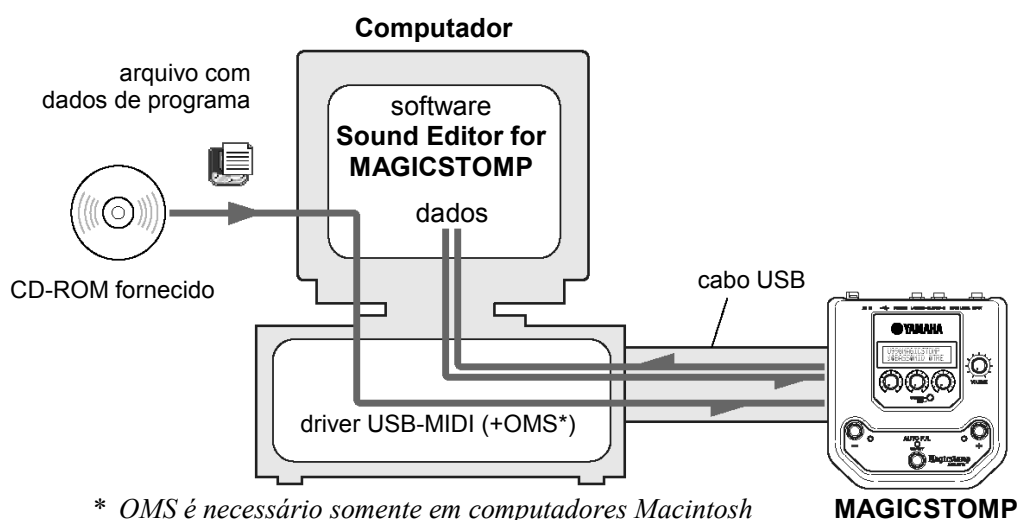 Computador
arquivo com
dados de programa
software
Sound Editor for
MAGICSTOMP
dados
CD-ROM fornecido
cabo USB
YAMAHA
VOLUME
driver USB-MIDI (+OMS*)
* OMS é necessário somente em computadores Macintosh
MAGICSTOMP